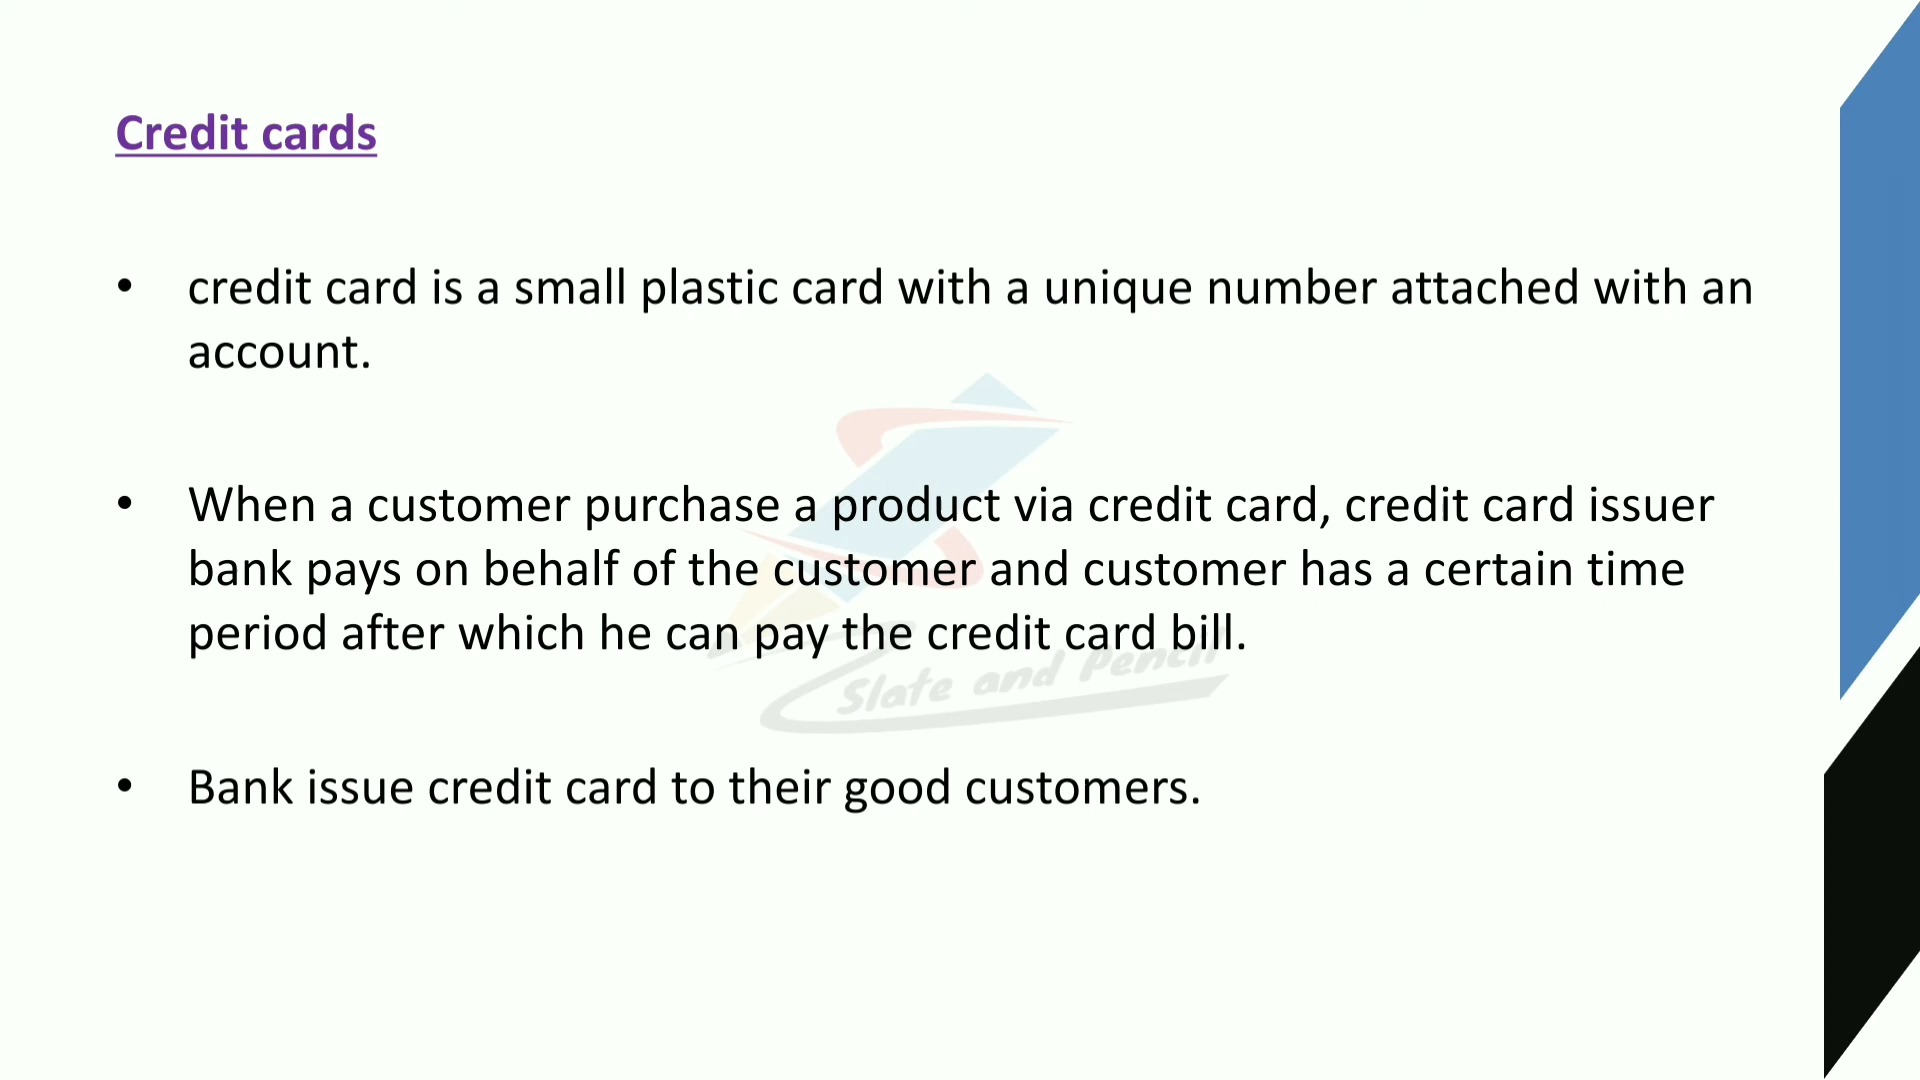 Credit cards
• credit card is a small plastic card with a unique number attached with an
account.
• When a customer purchase a product via credit card, credit card issuer
bank pays on behalf of the customer and customer has a certain time
period after which he can pay the credit card bill.
Slate and Pencil
• Bank issue credit card to their good customers.